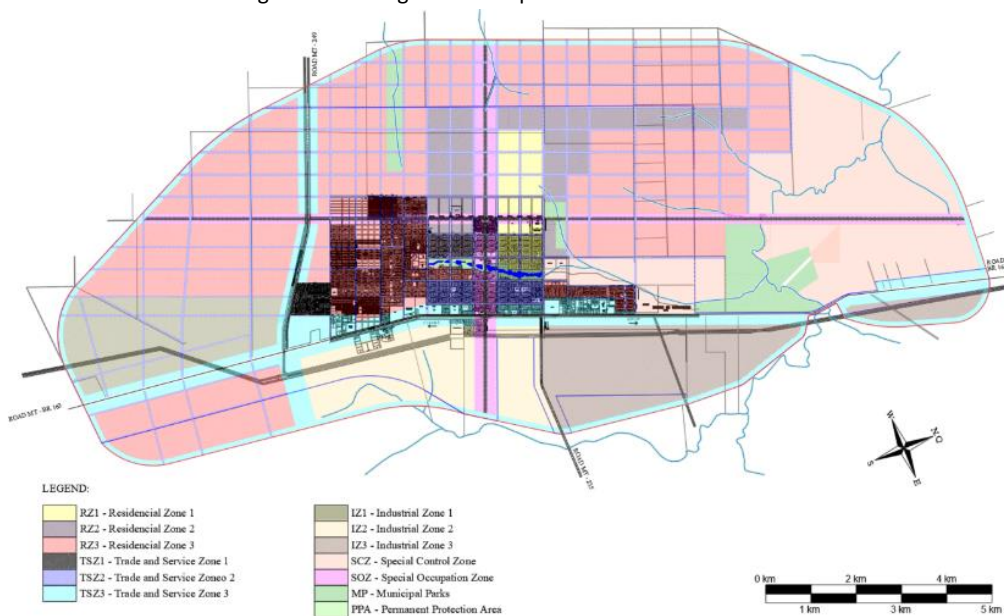 ROAD MT - 249
ROAD
BR 16
ROAD MT - BR 163
ROAD MT - 235
W
NO
S
E
LEGEND:
RZ1 - Residencial Zone 1
RZ2 - Residencial Zone 2
RZ3 - Residencial Zone 3
TSZ1 - Trade and Service Zone 1
TSZ2 - Trade and Service Zoneo 2
TSZ3 - Trade and Service Zone 3
IZ1 - Industrial Zone 1
IZ2 - Industrial Zone 2
IZ3 - Industrial Zone 3
SCZ - Special Control Zone
SOZ - Special Occupation Zone
MP - Municipal Parks
PPA - Permanent Protection Area
0 km 2 km 4 km
1 km 3 km 5 km